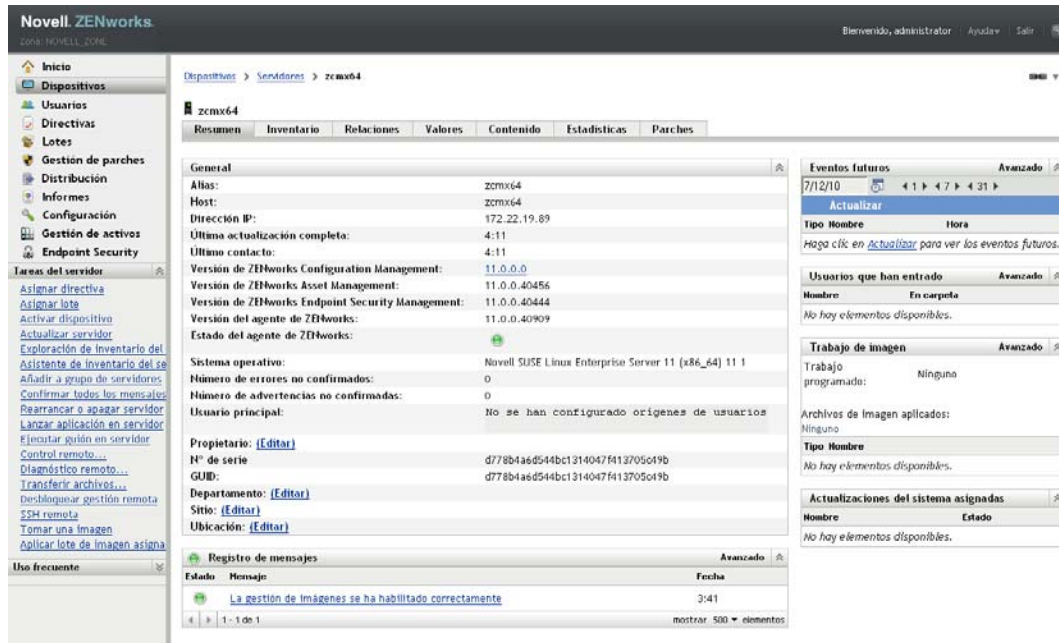 Novell. ZENworks.
Zona: NOVELL_ZONE
Bienvenido, administrator
Ayuda
Salir
Inicio
Dispositivos
Usuarios
Directivas
Lotes
Gestión de parches
Distribución
Informes
Configuración
Gestión de activos
Endpoint Security
Tareas del servidor
Asignar directiva
Asignar lote
Activar dispositivo
Actualizar servidor
Exploración de inventario del
Asistente de inventario del se
Añadir a grupo de servidores
Confirmar todos los mensajes
Rearrancar o apagar servidor
Lanzar aplicación en servidor
Ejecutar guión en servidor
Control remoto...
Diagnóstico remoto...
Transferir archivos...
Desbloquear gestión remota
SSH remota
Tomar una imagen
Aplicar lote de imagen asigna
Uso frecuente
Dispositivos > Servidores > zcmx64
zcmx64
Resumen Inventario Relaciones Valores Contenido Estadísticas Parches
General
Alias: zcmx64
Host: zcmx64
Dirección IP: 172.22.19.89
Última actualización completa: 4:11
Último contacto: 4:11
Versión de ZENworks Configuration Management: 11.0.0.0
Versión de ZENworks Asset Management: 11.0.0.40456
Versión de ZENworks Endpoint Security Management: 11.0.0.40444
Versión del agente de ZENworks: 11.0.0.40909
Estado del agente de ZENworks:
Sistema operativo: Novell SUSE Linux Enterprise Server 11 (x86_64) 11 1
Número de errores no confirmados: 0
Número de advertencias no confirmadas: 0
Usuario principal: No se han configurado orígenes de usuarios
Propietario: (Editar)
Nº de serie d778b4a6d544bc1314047f413705c49b
GUID: d778b4a6d544bc1314047f413705c49b
Departamento: (Editar)
Sitio: (Editar)
Ubicación: (Editar)
Registro de mensajes Avanzado
Estado Mensaje Fecha
La gestión de imágenes se ha habilitado correctamente 3:41
1 - 1 de 1 mostrar 500 elementos
Eventos futuros Avanzado
7/12/10 1 7 31
Actualizar
Tipo Nombre Hora
Haga clic en Actualizar para ver los eventos futuros.
Usuarios que han entrado Avanzado
Nombre En carpeta
No hay elementos disponibles.
Trabajo de imagen Avanzado
Trabajo programado: Ninguno
Archivos de imagen aplicados:
Ninguno
Tipo Nombre
No hay elementos disponibles.
Actualizaciones del sistema asignadas
Nombre Estado
No hay elementos disponibles.